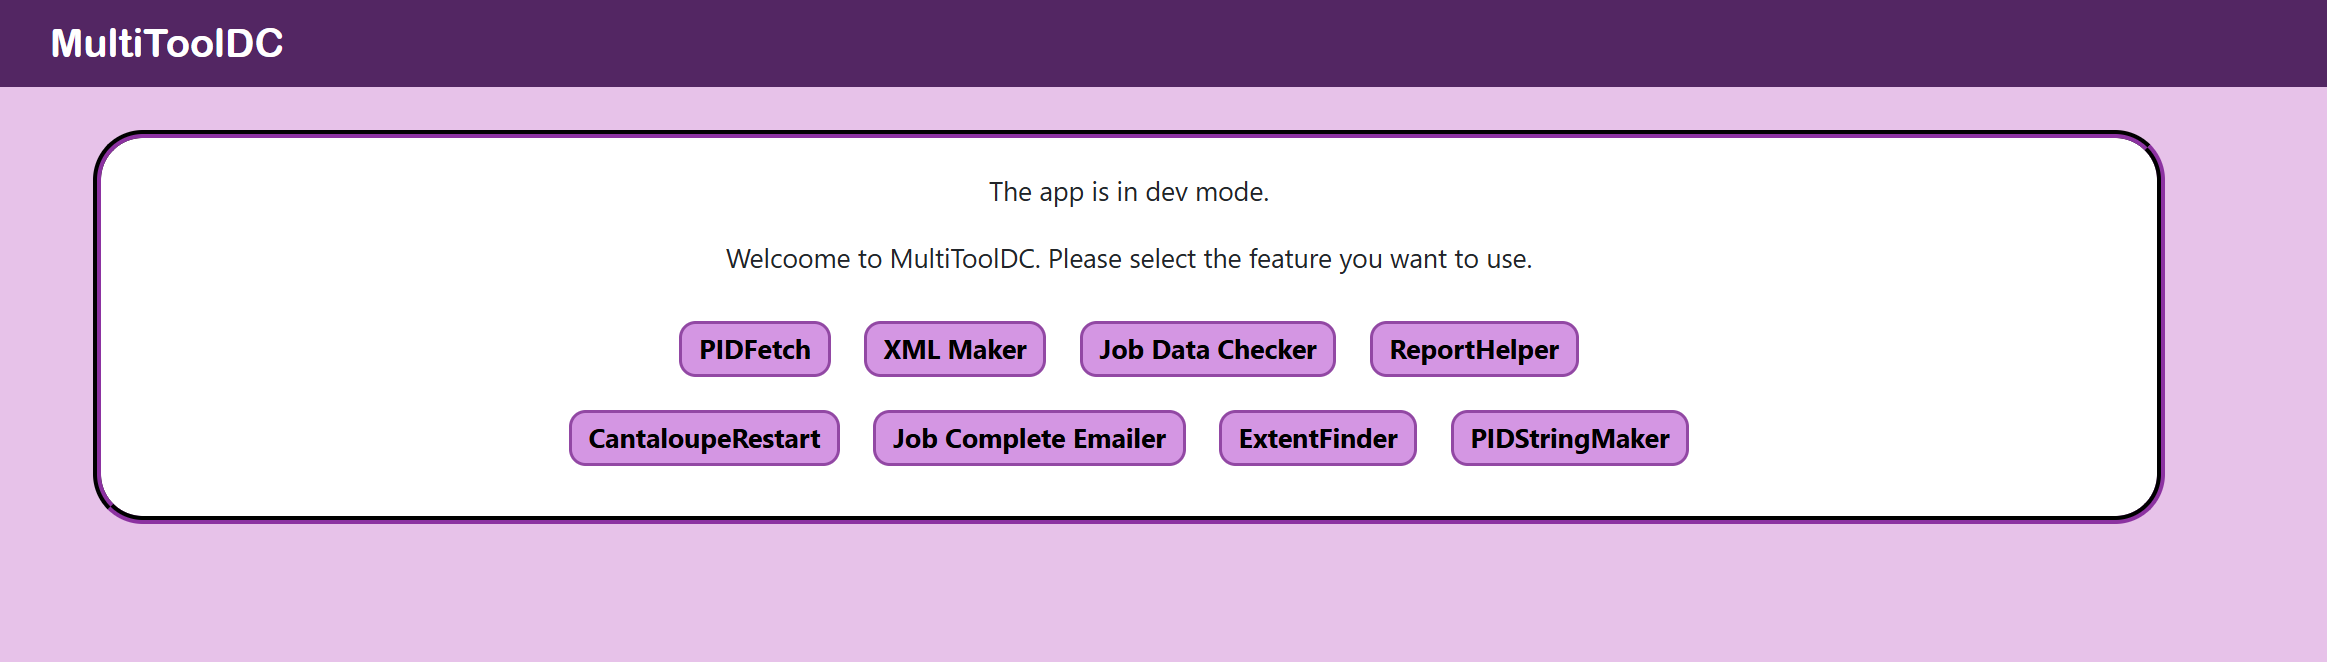 MultiToolDC
The app is in dev mode.
Welcoome to MultiToolDC. Please select the feature you want to use.
PIDFetch XML Maker Job Data Checker ReportHelper
CantaloupeRestart Job Complete Emailer ExtentFinder PIDStringMaker